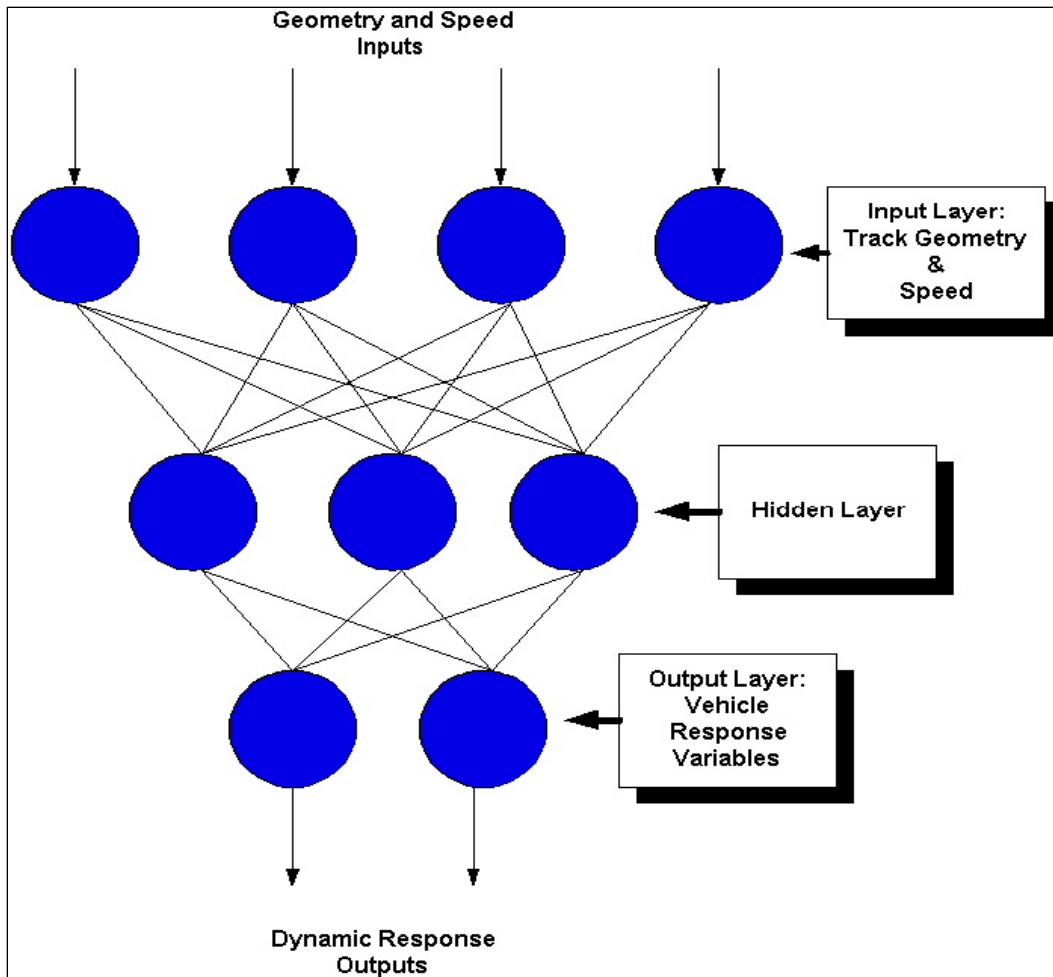 Geometry and Speed
Inputs
Input Layer:
Track Geometry
&
Speed
Hidden Layer
Output Layer:
Vehicle
Response
Variables
Dynamic Response
Outputs